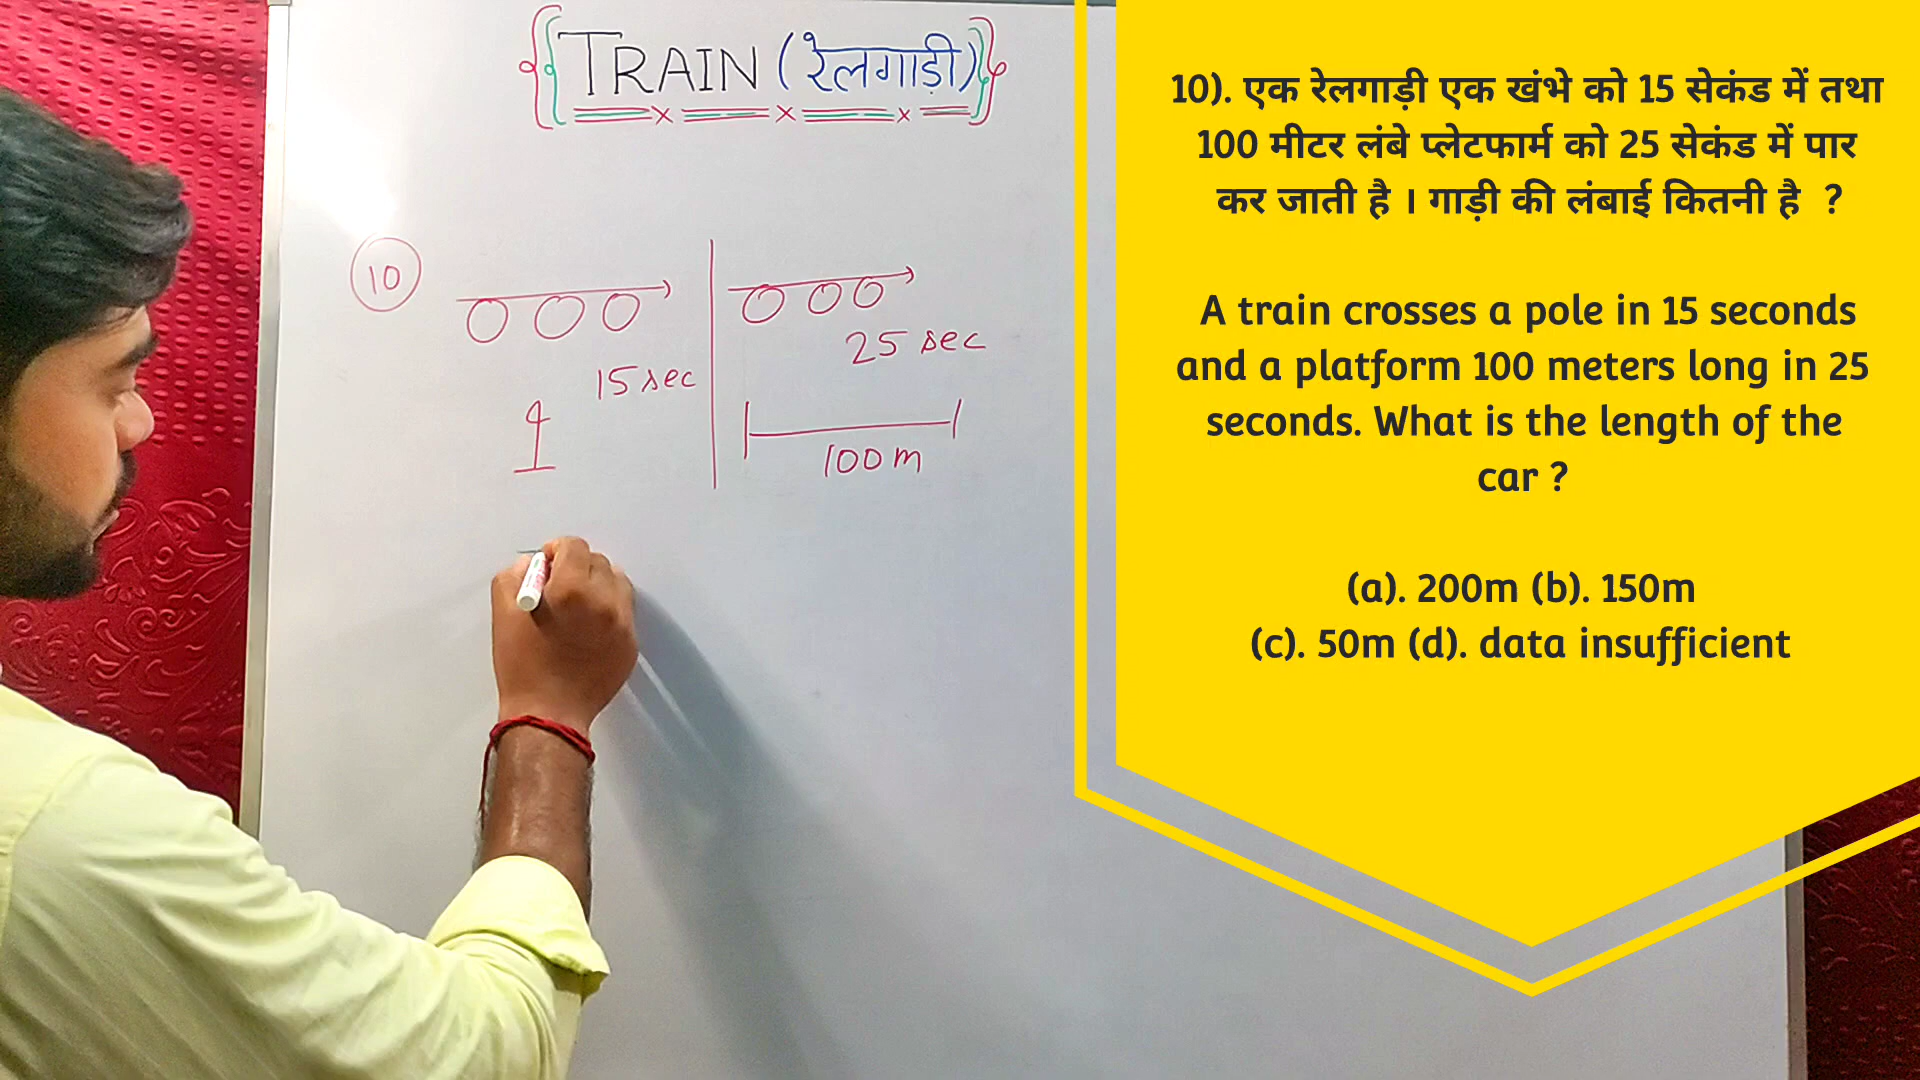 TRAIN (रेलगाड़ी)
10
15 sec
25 sec
100 m
10). एक रेलगाड़ी एक खंभे को 15 सेकंड में तथा
100 मीटर लंबे प्लेटफार्म को 25 सेकंड में पार
कर जाती है । गाड़ी की लंबाई कितनी है ?
A train crosses a pole in 15 seconds
and a platform 100 meters long in 25
seconds. What is the length of the
car ?
(a). 200m (b). 150m
(c). 50m (d). data insufficient